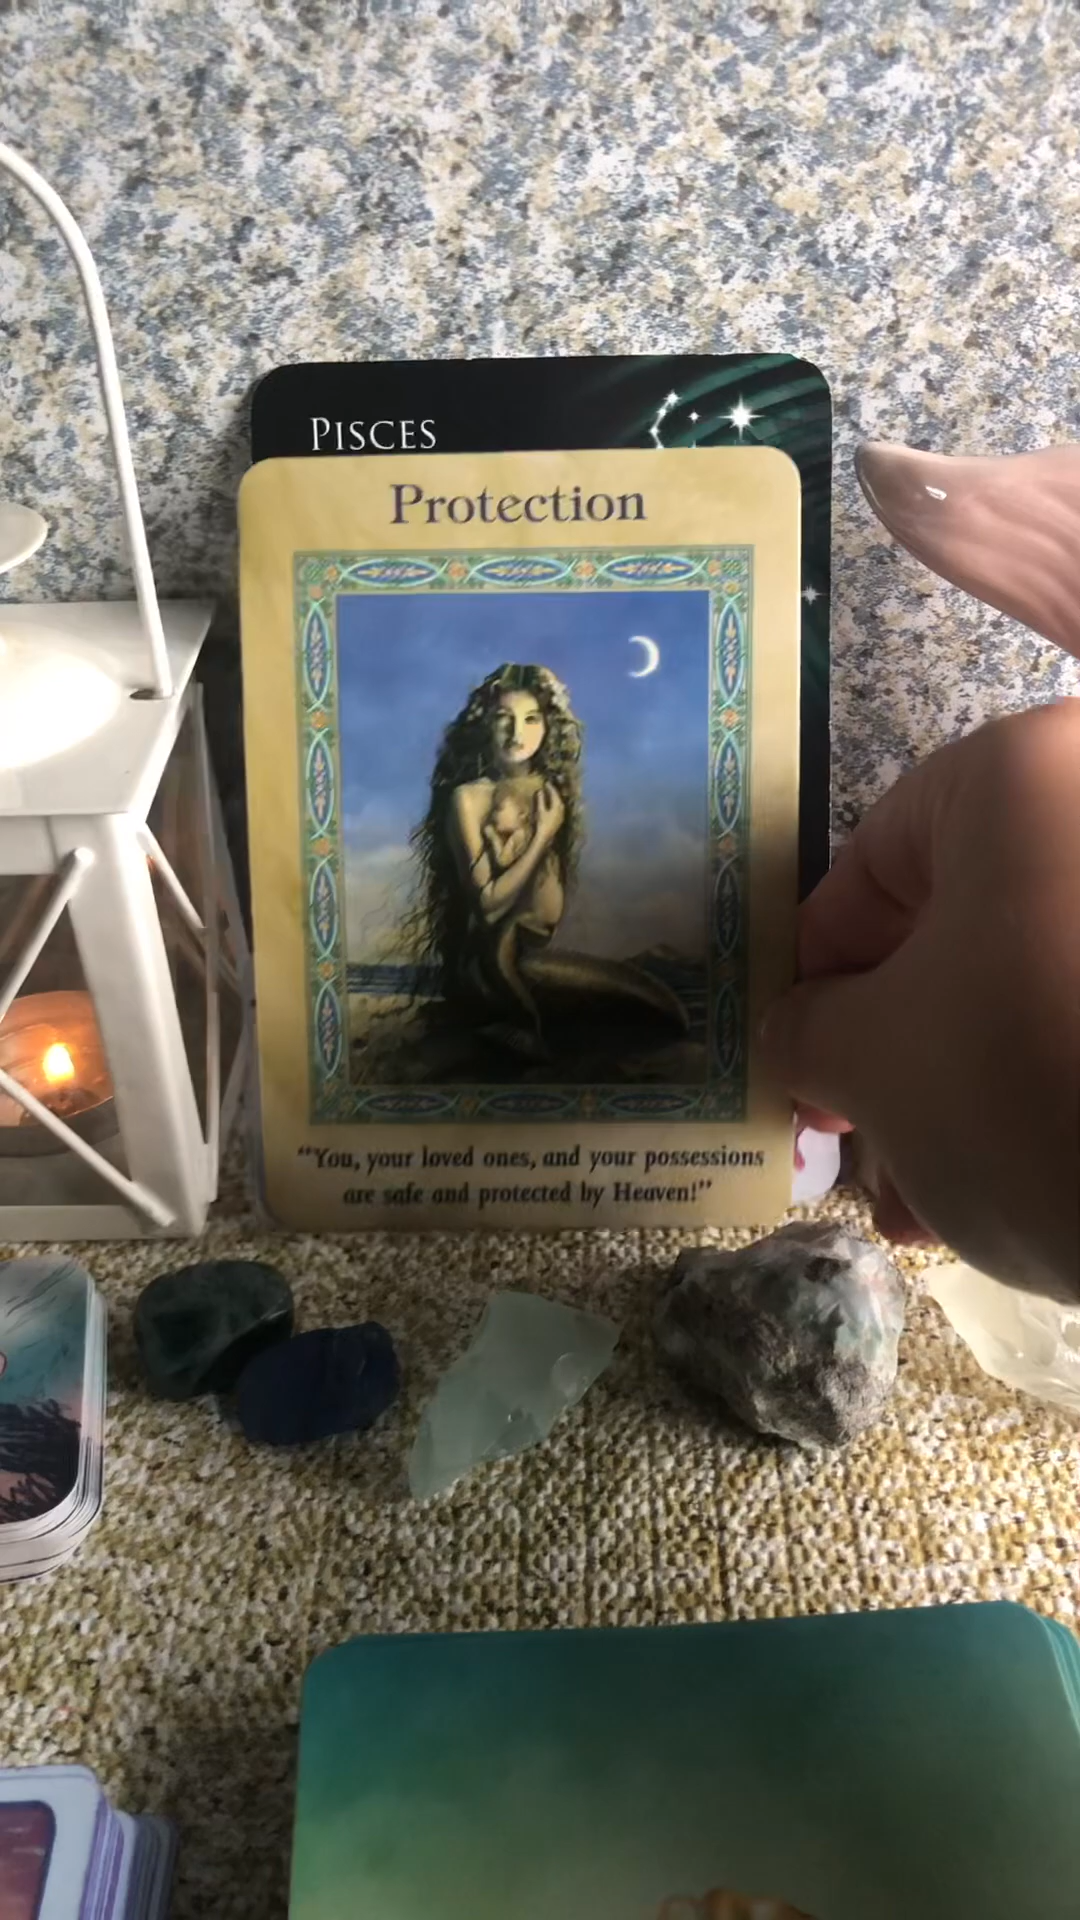 PISCES
Protection
"You, your loved ones, and your possessions
are safe and protected by Heaven!"